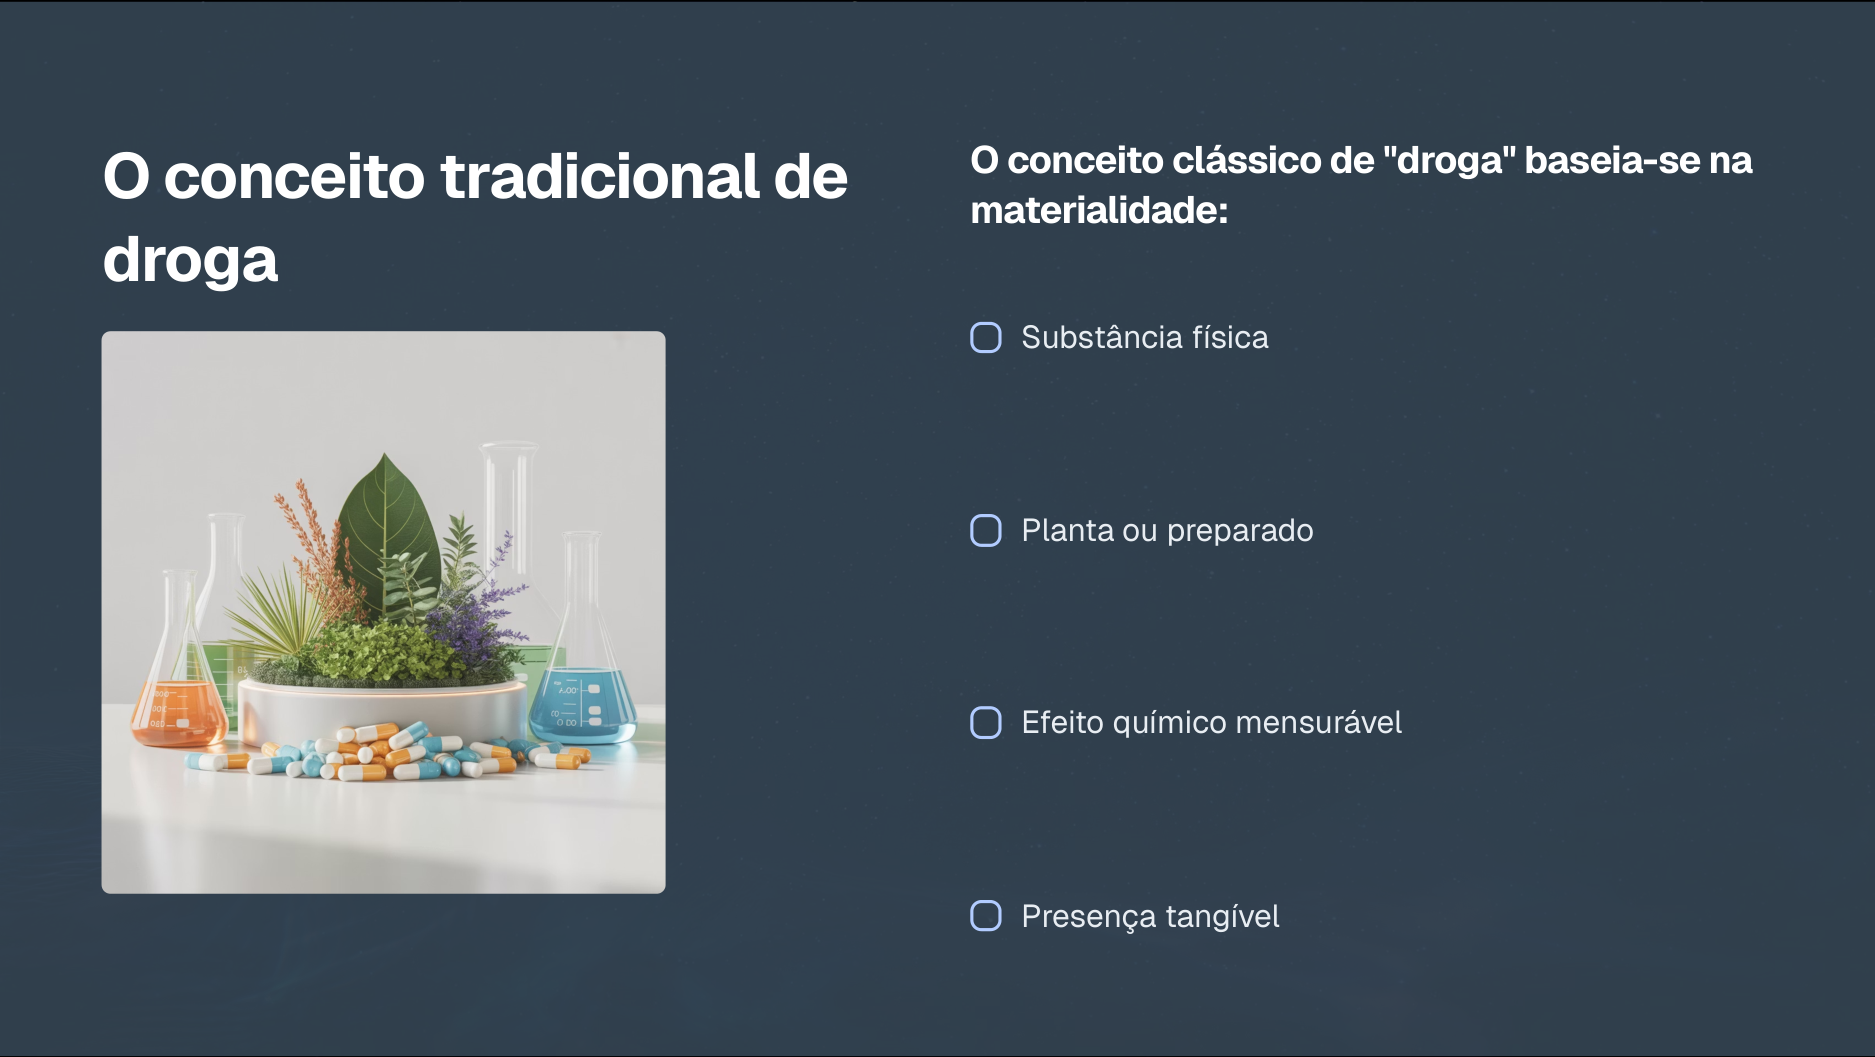 O conceito tradicional de
droga
O conceito clássico de "droga" baseia-se na
materialidade:
Substância física
Planta ou preparado
Efeito químico mensurável
Presença tangível